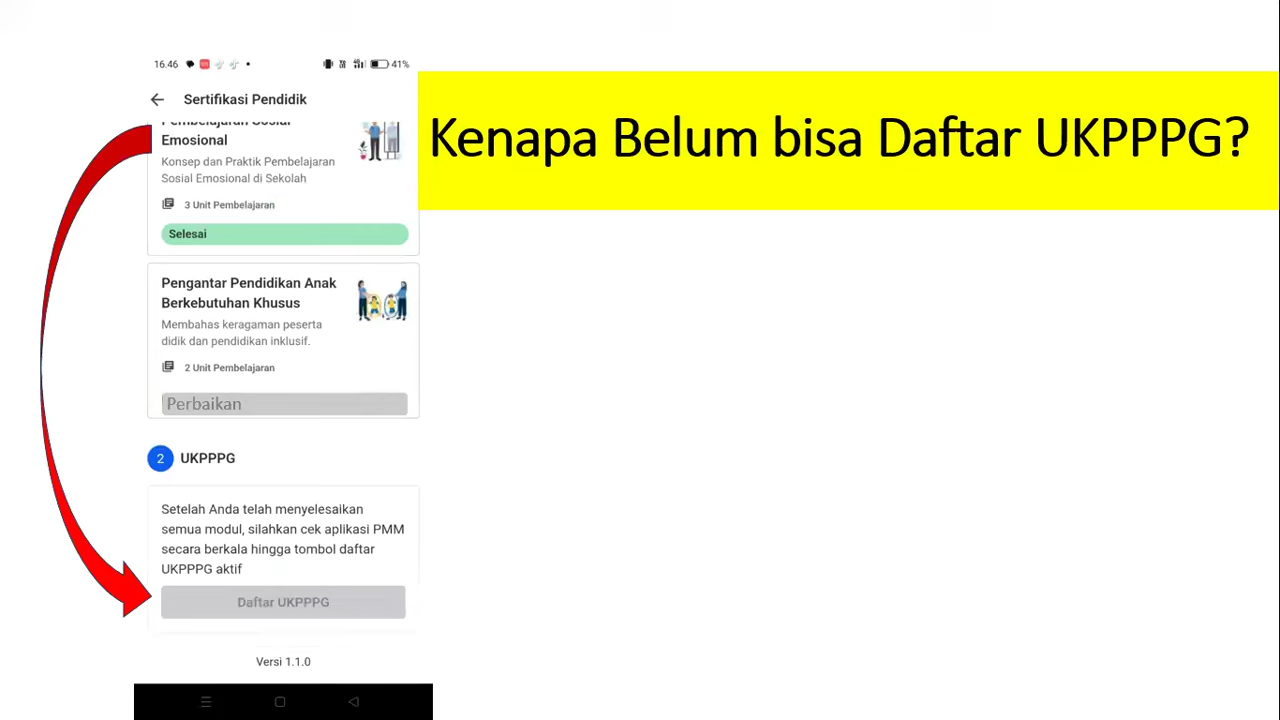 16.46
41%
Sertifikasi Pendidik
Kenapa Belum bisa Daftar UKPPPG?
Pembelajaran Sosial
Emosional
Konsep dan Praktik Pembelajaran
Sosial Emosional di Sekolah
3 Unit Pembelajaran
Selesai
Pengantar Pendidikan Anak
Berkebutuhan Khusus
Membahas keragaman peserta
didik dan pendidikan inklusif.
2 Unit Pembelajaran
Perbaikan
2 UKPPPG
Setelah Anda telah menyelesaikan
semua modul, silahkan cek aplikasi PMM
secara berkala hingga tombol daftar
UKPPPG aktif
Daftar UKPPPG
Versi 1.1.0